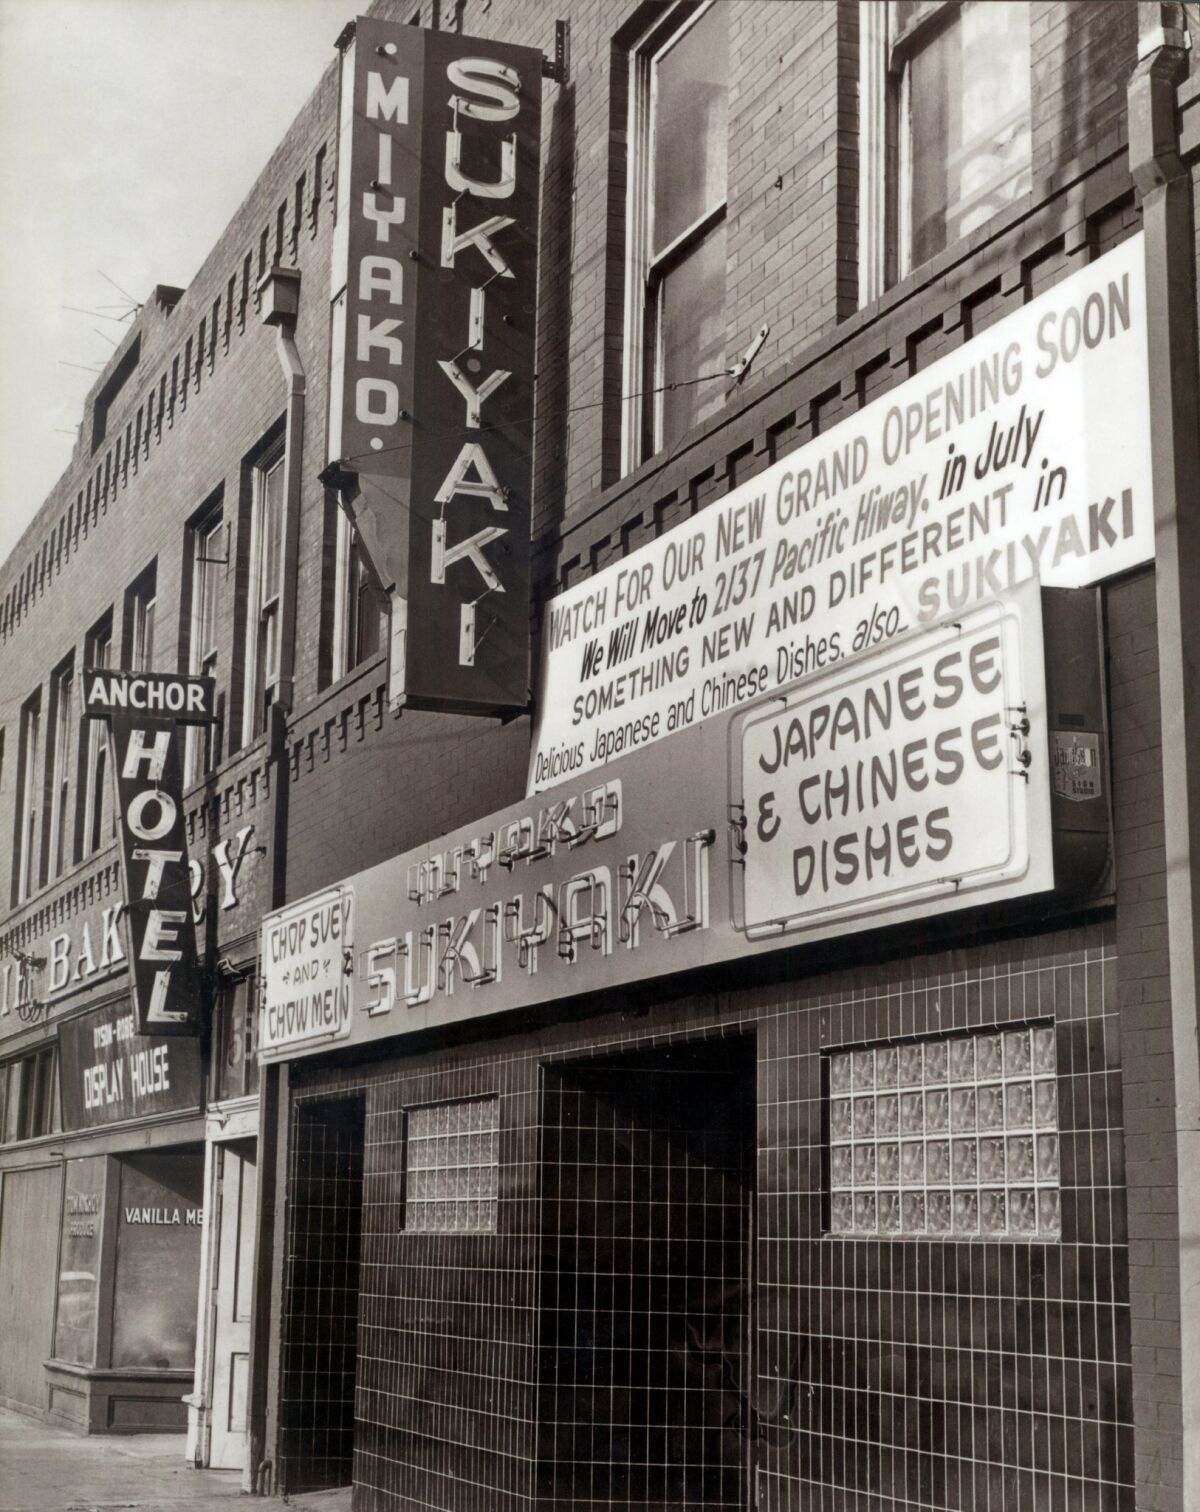 MIYAKO
SUKIYAKI
WATCH FOR OUR NEW GRAND OPENING SOON
We Will Move to 2137 Pacific Hiway, in July
SOMETHING NEW AND DIFFERENT in
Delicious Japanese and Chinese Dishes, also SUKIYAKI
JAPANESE
& CHINESE
DISHES
MIYAKO
SUKIYAKI
CHOP SUEY
AND
CHOW MEIN
ANCHOR
HOTEL
BAKERY
DISPLAY HOUSE
VANILLA ME